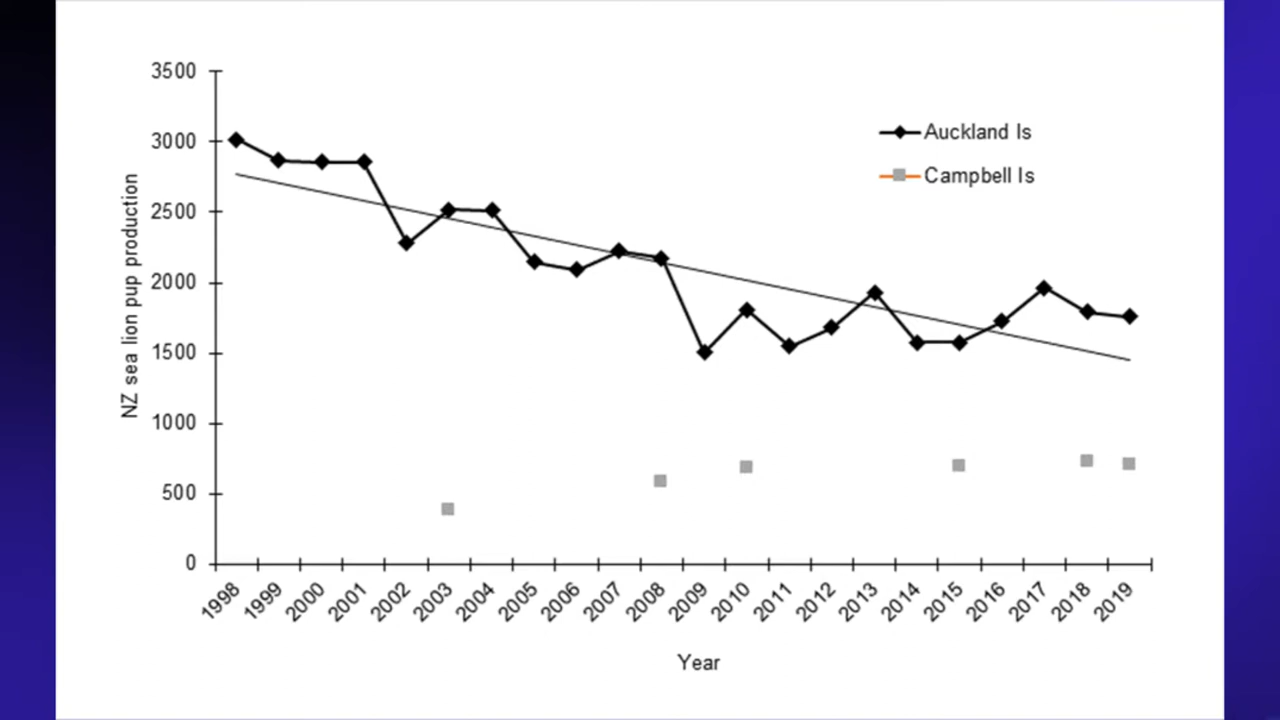 3500
3000
2500
2000
1500
1000
500
0
NZ sea lion pup production
Auckland Is
Campbell Is
1998 1999 2000 2001 2002 2003 2004 2005 2006 2007 2008 2009 2010 2011 2012 2013 2014 2015 2016 2017 2018 2019
Year